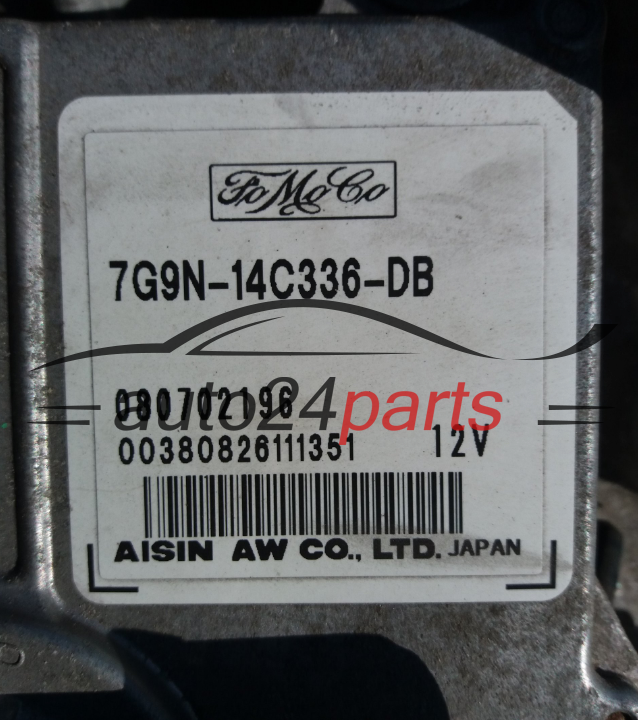 FoMoCo
7G9N-14C336-DB
080702196
auto24parts
00380826111351 12V
AISIN AW CO., LTD. JAPAN